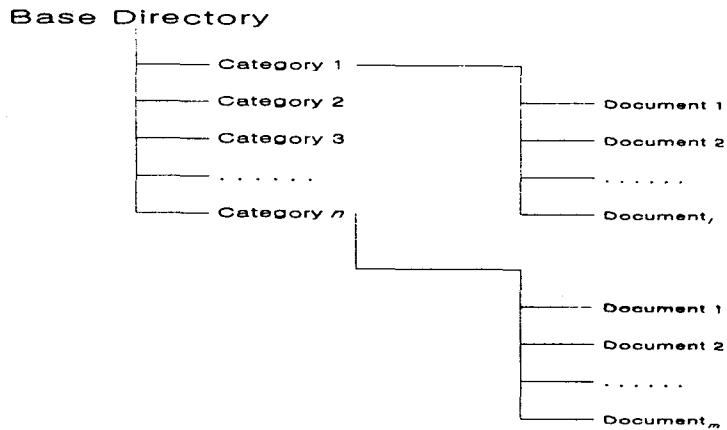 Base Directory
Category 1
Category 2
Category 3
. . . . . .
Category n
Document 1
Document 2
. . . . . .
Document,
Document 1
Document 2
. . . . . .
Documentm